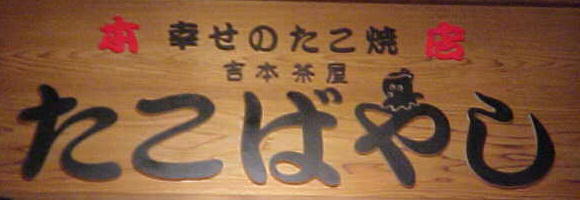 本 幸せのたこ焼 店
吉本茶屋
たこばやし